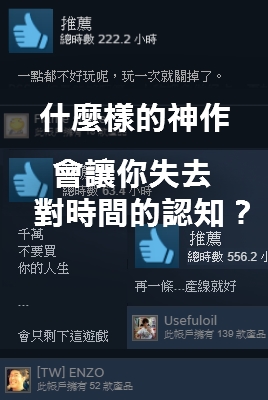 推薦
總時數 222.2 小時
一點都不好玩呢，玩一次就關掉了。
什麼樣的神作
會讓你失去
對時間的認知？
總時數 63.4 小時
千萬
不要買
你的人生
...
會只剩下這遊戲
推薦
總時數 556.2 小
再一條...產線就好
Usefuloil
此帳戶擁有 139 款產
[TW] ENZO
此帳戶擁有 52 款產品